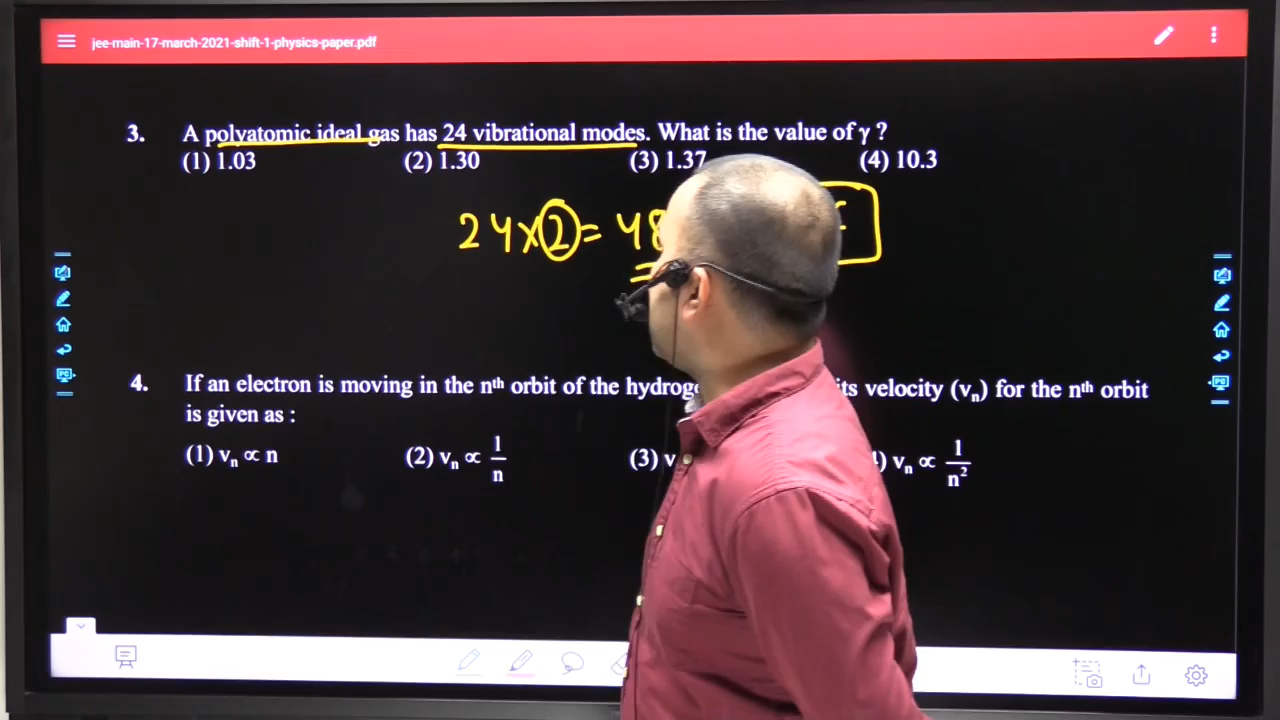 jee-main-17-march-2021-shift-1-physics-paper.pdf
3. A polyatomic ideal gas has 24 vibrational modes. What is the value of γ ?
(1) 1.03 (2) 1.30 (3) 1.37 (4) 10.3
24×2 = 48
4. If an electron is moving in the nᵗʰ orbit of the its velocity (vₙ) for the nᵗʰ orbit
is given as :
(1) vₙ ∝ n (2) vₙ ∝ 1/n (3) v vₙ ∝ 1/n²
PC
PC